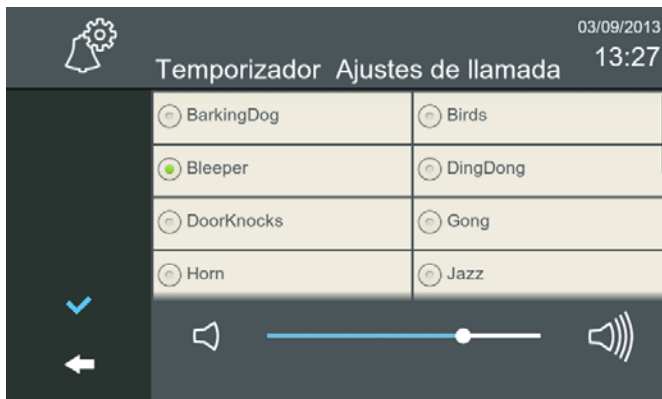 03/09/2013
13:27
Temporizador Ajustes de llamada
BarkingDog
Birds
Bleeper
DingDong
DoorKnocks
Gong
Horn
Jazz